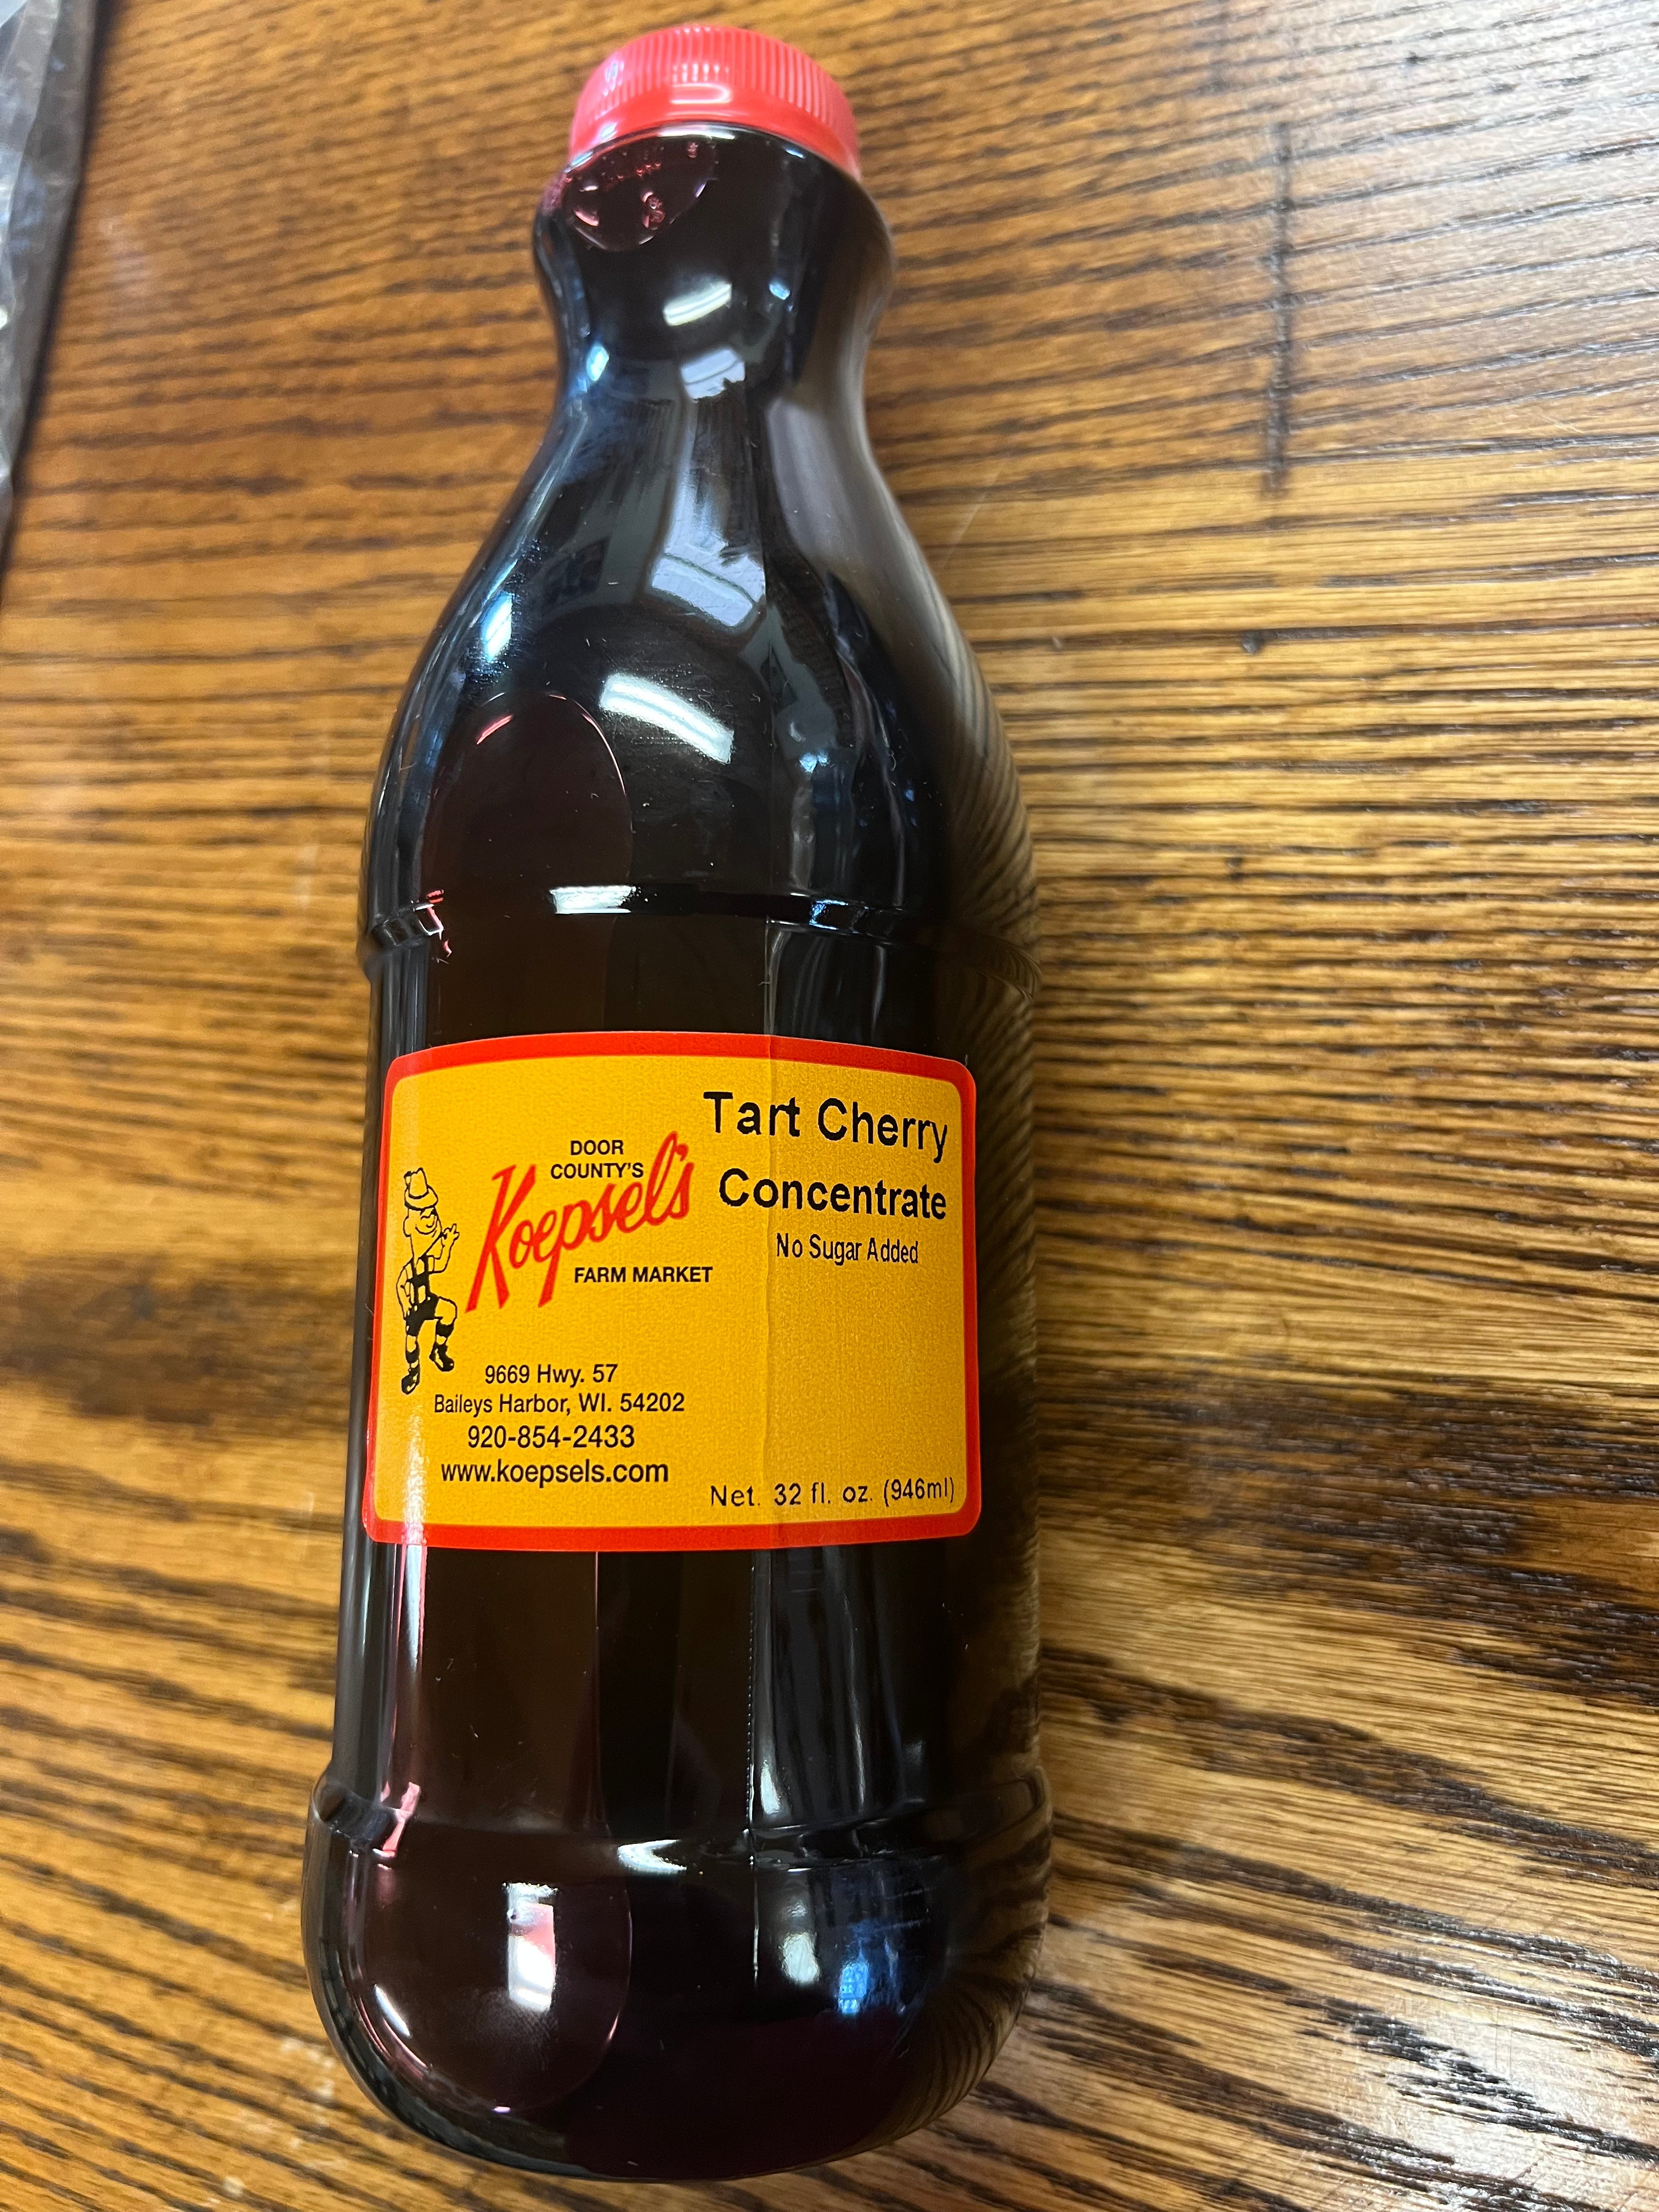 DOOR
COUNTY'S
Koepsel's
FARM MARKET
9669 Hwy. 57
Baileys Harbor, WI. 54202
920-854-2433
www.koepsels.com
Tart Cherry
Concentrate
No Sugar Added
Net. 32 fl. oz. (946ml)